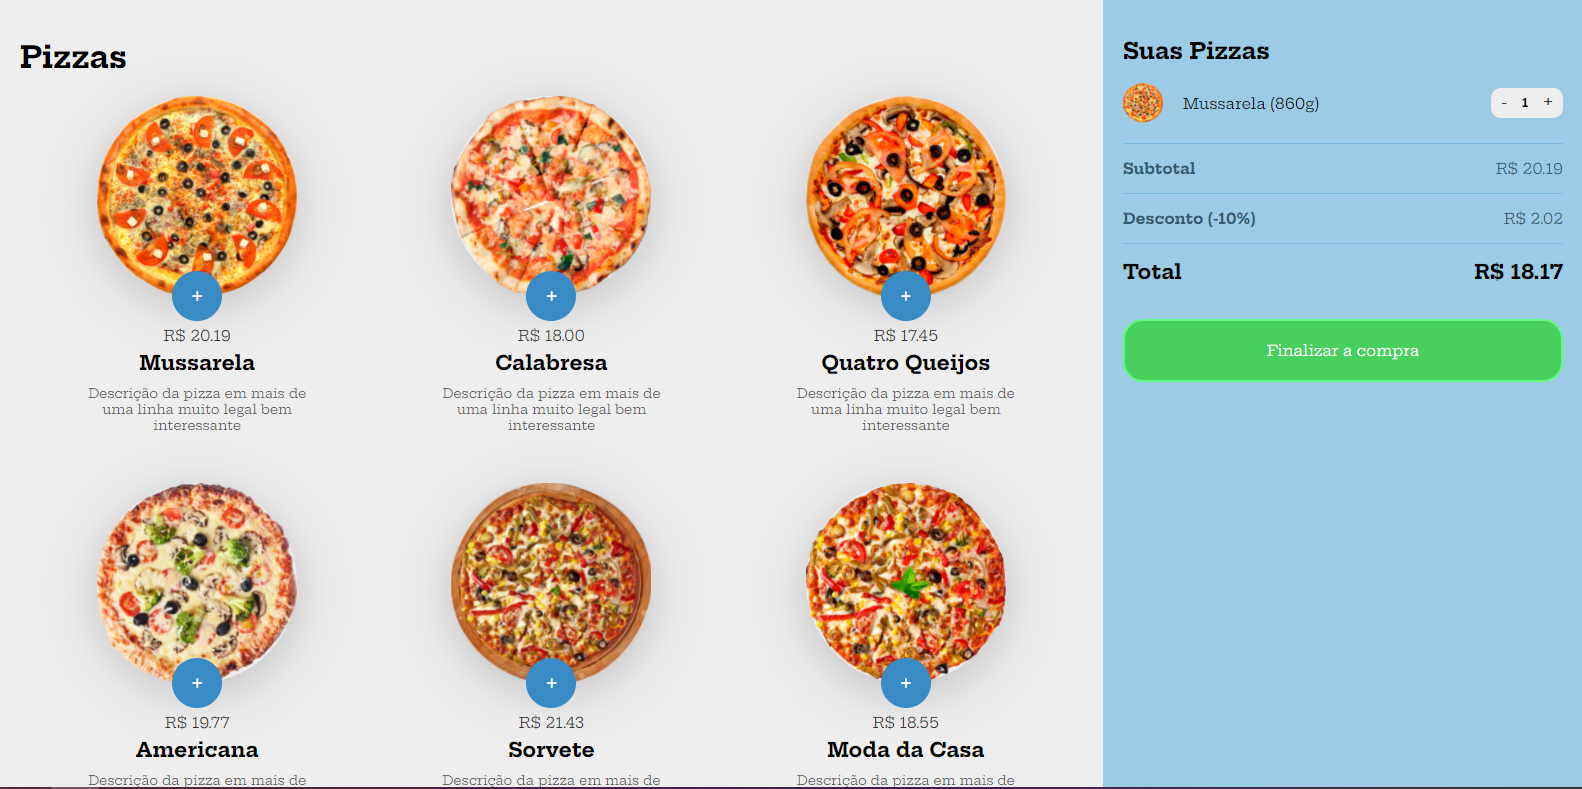 Pizzas
+
R$ 20.19
Mussarela
Descrição da pizza em mais de
uma linha muito legal bem
interessante
+
R$ 18.00
Calabresa
Descrição da pizza em mais de
uma linha muito legal bem
interessante
+
R$ 17.45
Quatro Queijos
Descrição da pizza em mais de
uma linha muito legal bem
interessante
+
R$ 19.77
Americana
Descrição da pizza em mais de
+
R$ 21.43
Sorvete
Descrição da pizza em mais de
+
R$ 18.55
Moda da Casa
Descrição da pizza em mais de
Suas Pizzas
Mussarela (860g) - 1 +
Subtotal R$ 20.19
Desconto (-10%) R$ 2.02
Total R$ 18.17
Finalizar a compra